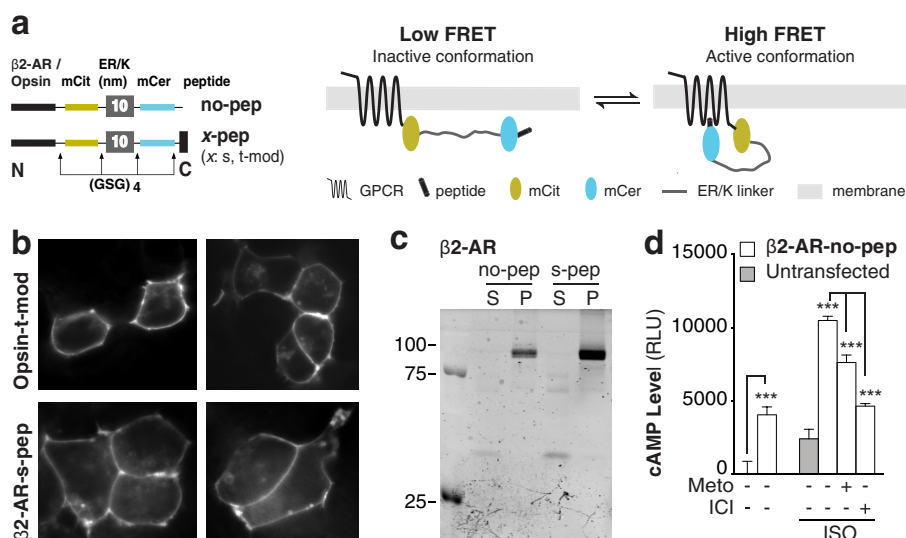 a
β2-AR / ER/K
Opsin mCit (nm) mCer peptide
10 no-pep
10 x-pep
(x: s, t-mod)
N C
(GSG) 4
Low FRET
Inactive conformation
High FRET
Active conformation
GPCR peptide mCit mCer ER/K linker membrane
b
Opsin-t-mod
β2-AR-s-pep
c
β2-AR
no-pep s-pep
S P S P
100
75
25
d
β2-AR-no-pep
Untransfected
cAMP Level (RLU)
15000
10000
5000
0
***
***
***
***
Meto - - - - + -
ICI - - - - - +
ISO